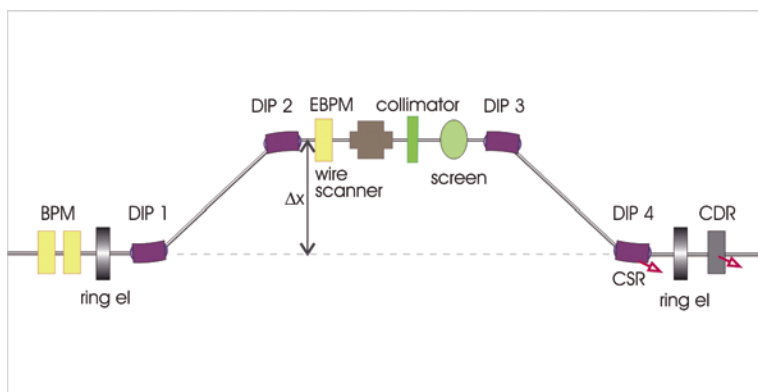 DIP 2
EBPM
collimator
DIP 3
wire
scanner
screen
Δx
BPM
DIP 1
DIP 4
CDR
ring el
CSR
ring el